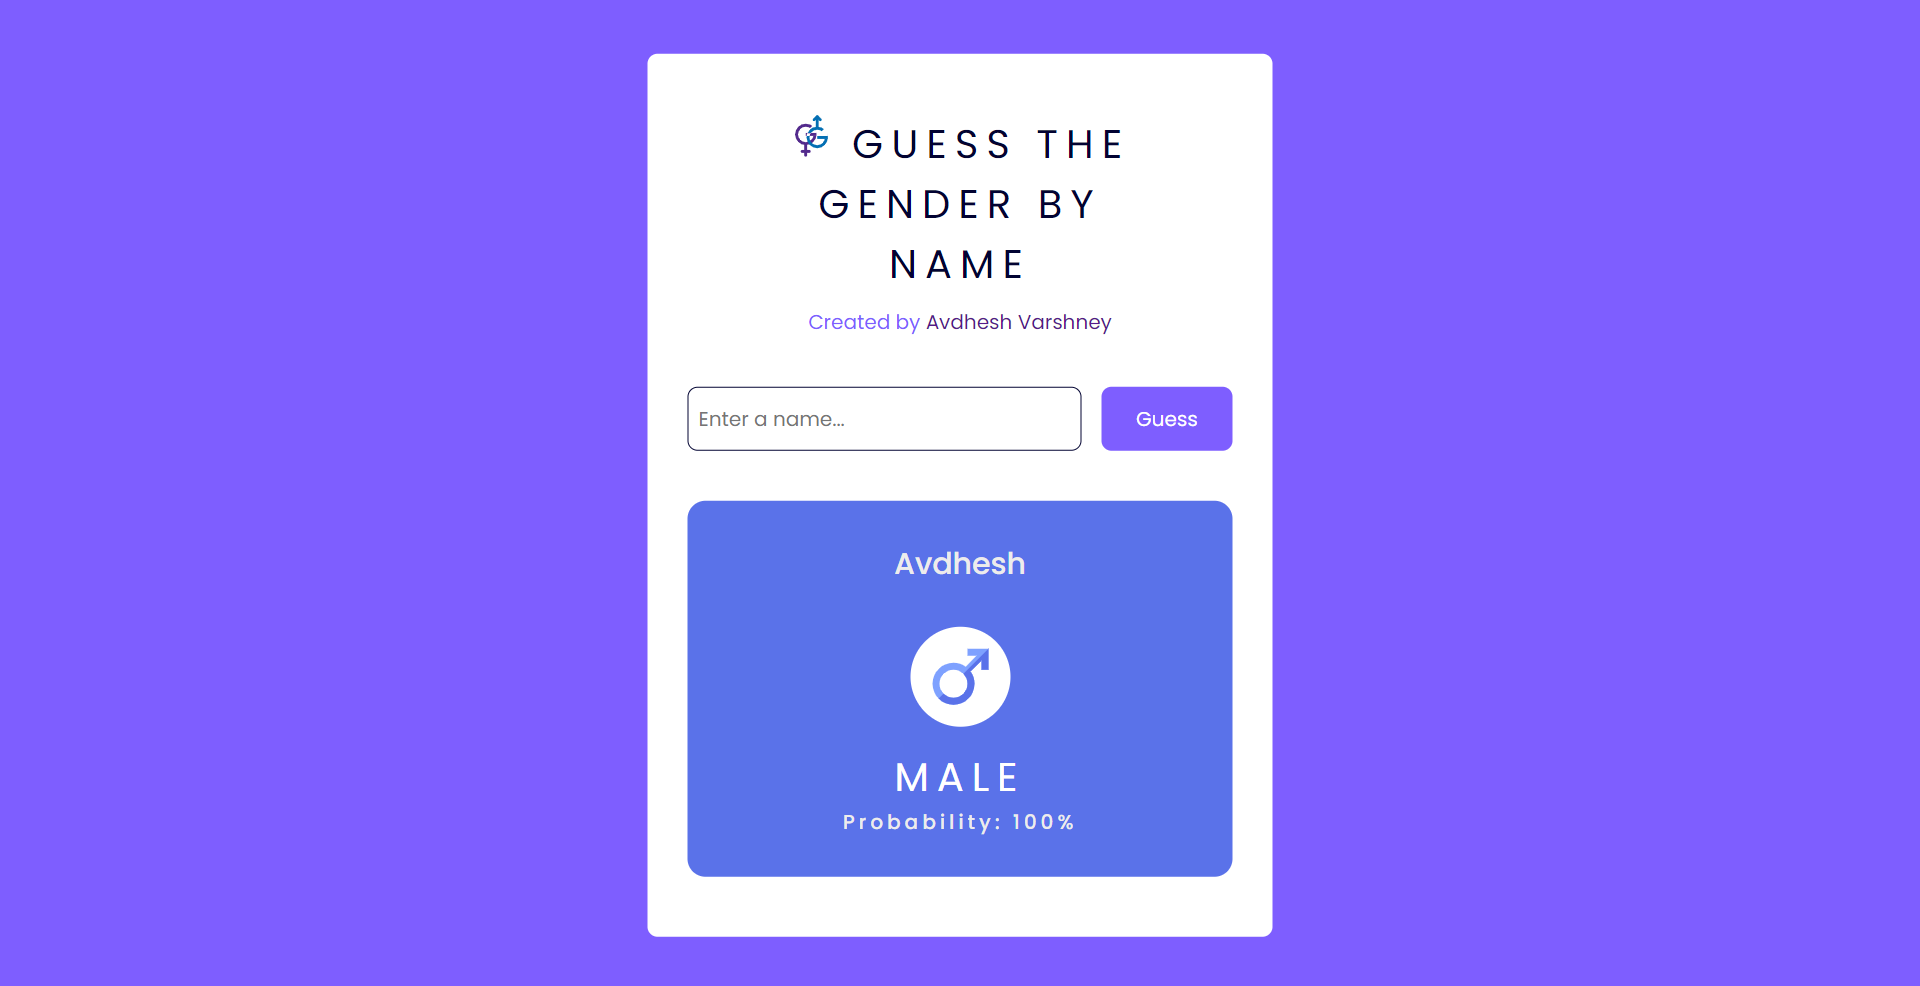 GUESS THE
GENDER BY
NAME
Created by Avdhesh Varshney
Enter a name...
Guess
Avdhesh
MALE
Probability: 100%